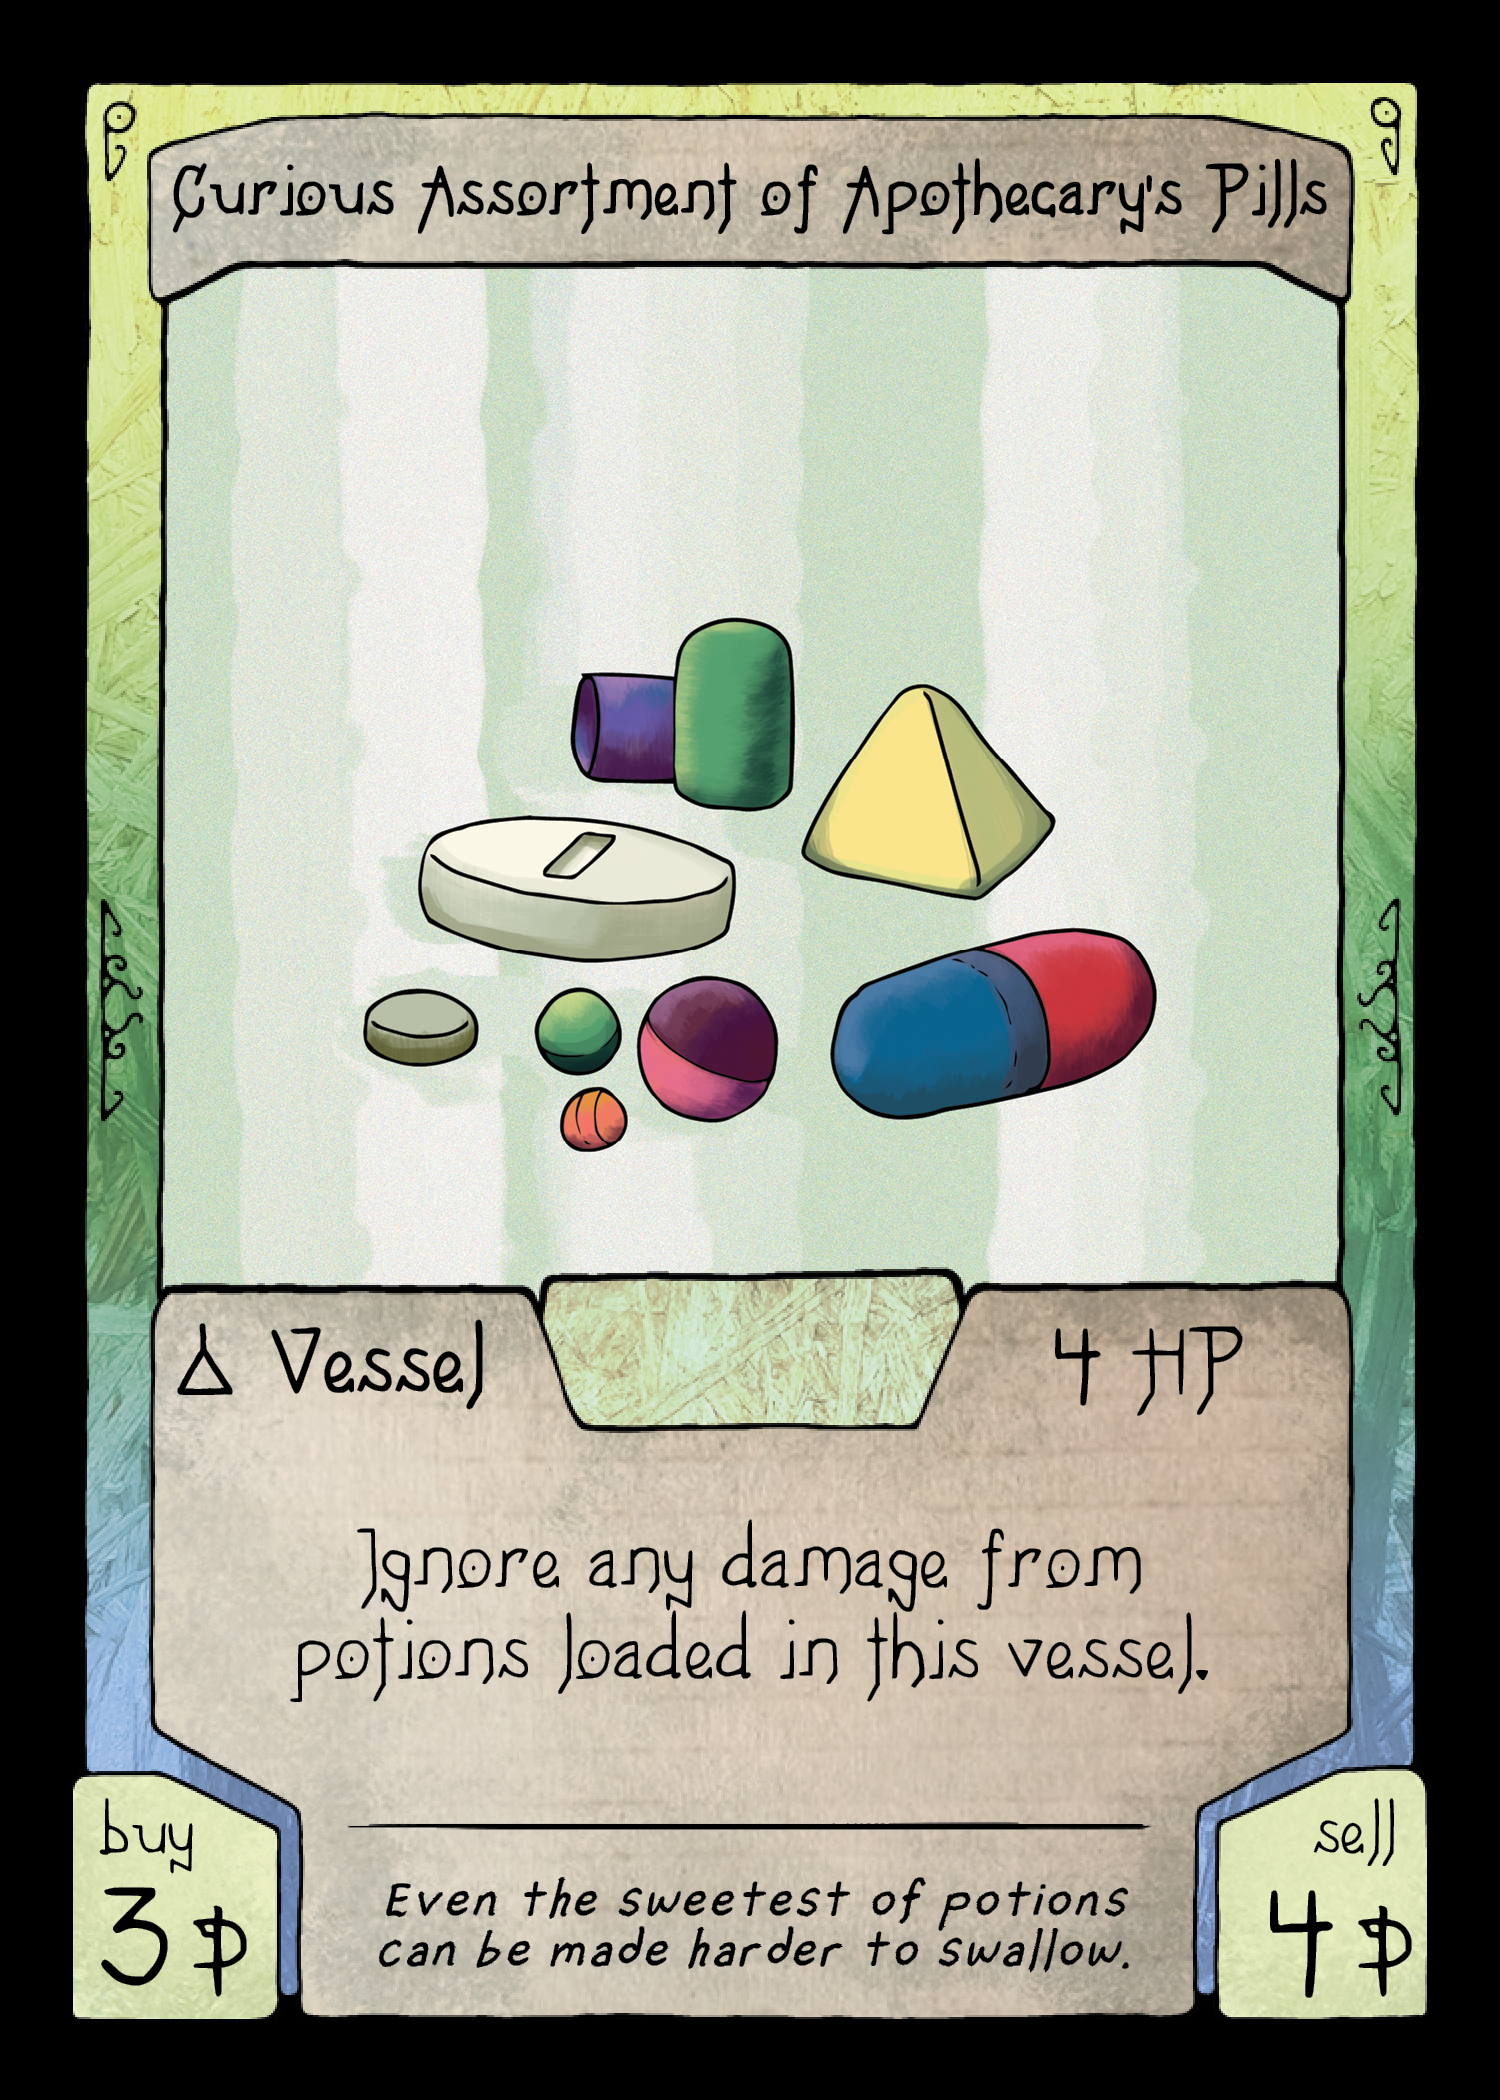 Curious Assortment of Apothecary's Pills
Vessel
4 HP
Ignore any damage from
potions loaded in this vessel.
buy
3 D
sell
4 D
Even the sweetest of potions
can be made harder to swallow.